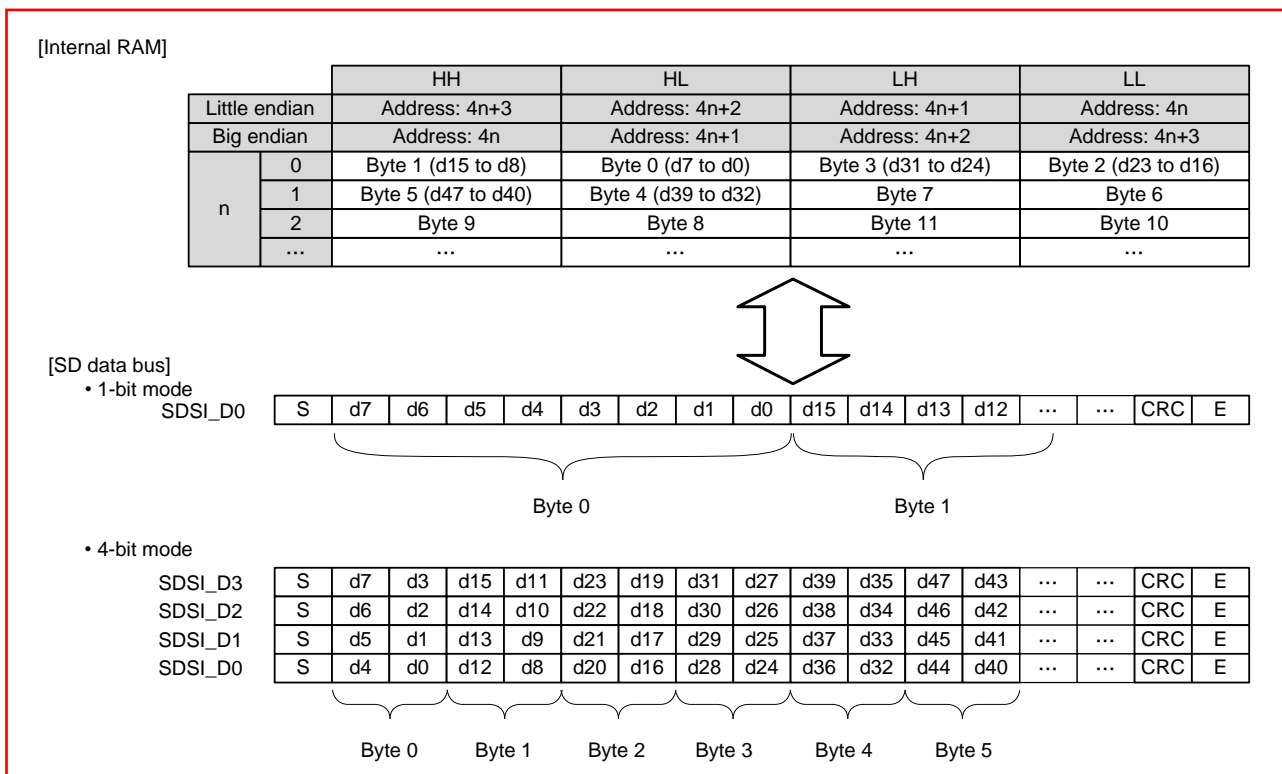 [Internal RAM]
HH HL LH LL
Little endian Address: 4n+3 Address: 4n+2 Address: 4n+1 Address: 4n
Big endian Address: 4n Address: 4n+1 Address: 4n+2 Address: 4n+3
n 0 Byte 1 (d15 to d8) Byte 0 (d7 to d0) Byte 3 (d31 to d24) Byte 2 (d23 to d16)
1 Byte 5 (d47 to d40) Byte 4 (d39 to d32) Byte 7 Byte 6
2 Byte 9 Byte 8 Byte 11 Byte 10
… … … … …
[SD data bus]
• 1-bit mode
SDSI_D0 S d7 d6 d5 d4 d3 d2 d1 d0 d15 d14 d13 d12 … … CRC E
Byte 0 Byte 1
• 4-bit mode
SDSI_D3 S d7 d3 d15 d11 d23 d19 d31 d27 d39 d35 d47 d43 … … CRC E
SDSI_D2 S d6 d2 d14 d10 d22 d18 d30 d26 d38 d34 d46 d42 … … CRC E
SDSI_D1 S d5 d1 d13 d9 d21 d17 d29 d25 d37 d33 d45 d41 … … CRC E
SDSI_D0 S d4 d0 d12 d8 d20 d16 d28 d24 d36 d32 d44 d40 … … CRC E
Byte 0 Byte 1 Byte 2 Byte 3 Byte 4 Byte 5